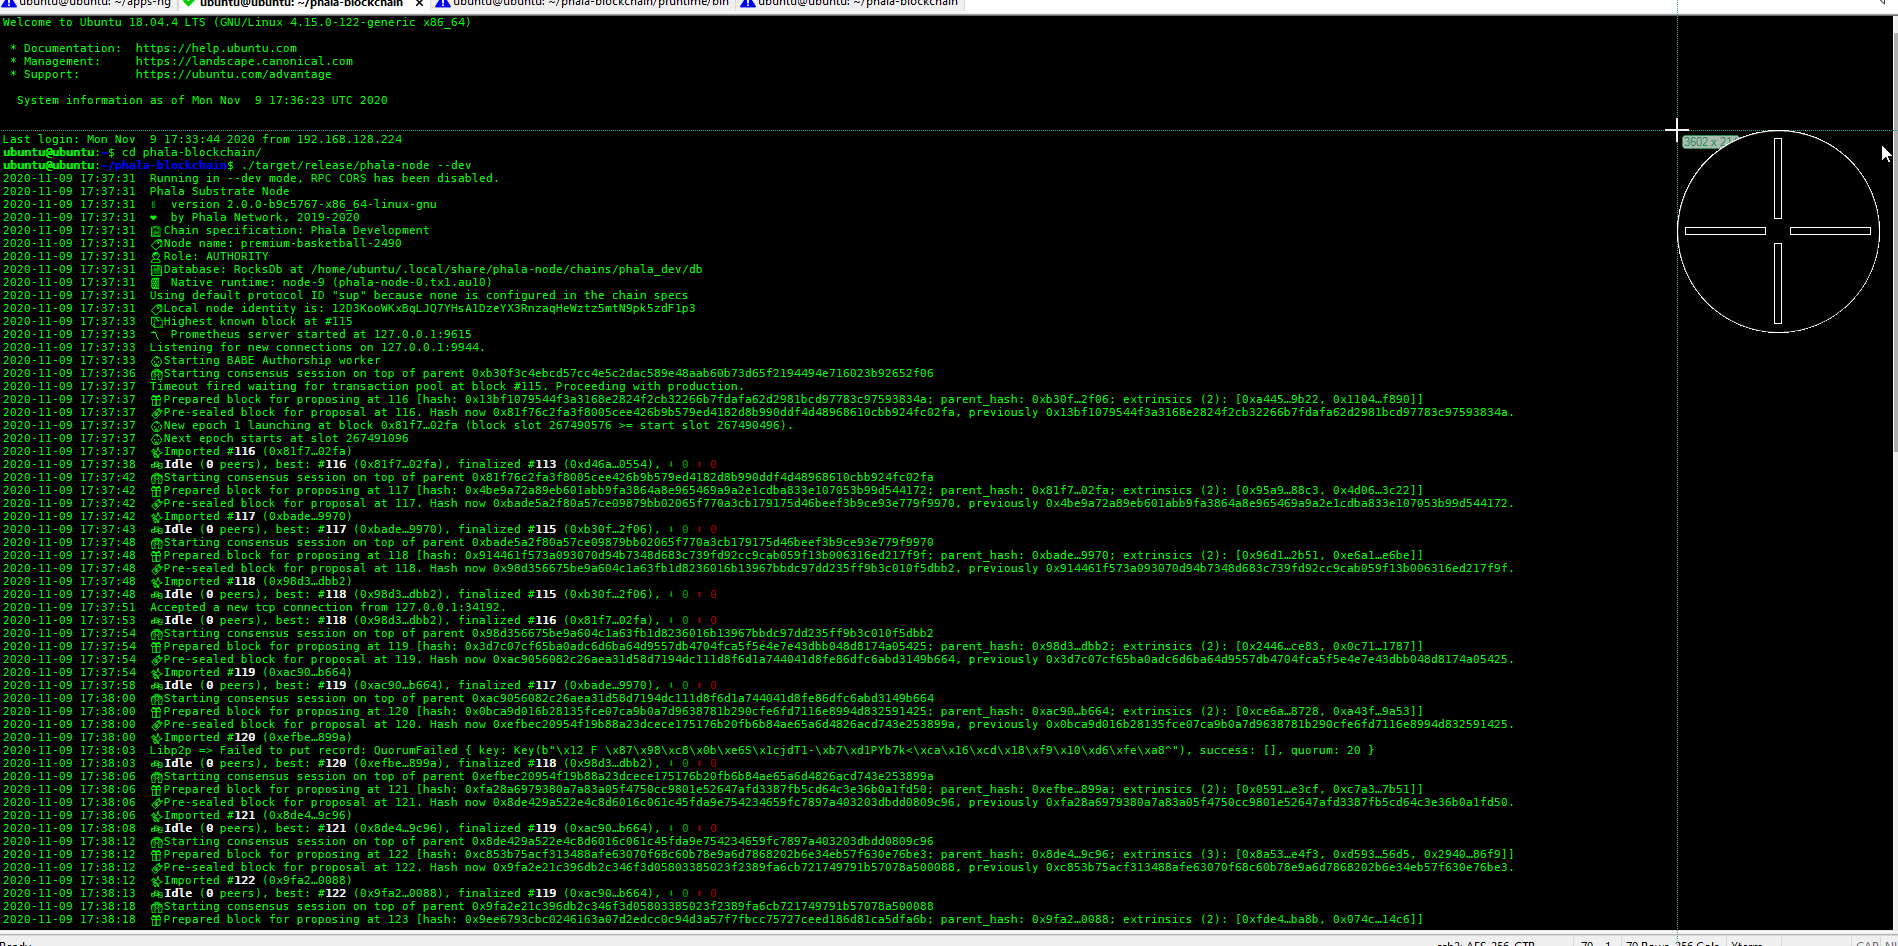 ubuntu@ubuntu: ~/apps-ng ubuntu@ubuntu: ~/phala-blockchain × ubuntu@ubuntu: ~/phala-blockchain/pruntime/bin ubuntu@ubuntu: ~/phala-blockchain
Welcome to Ubuntu 18.04.4 LTS (GNU/Linux 4.15.0-122-generic x86_64)
* Documentation: https://help.ubuntu.com
* Management: https://landscape.canonical.com
* Support: https://ubuntu.com/advantage
System information as of Mon Nov 9 17:36:23 UTC 2020
Last login: Mon Nov 9 17:33:44 2020 from 192.168.128.224
3602 x
ubuntu@ubuntu:~$ cd phala-blockchain/
ubuntu@ubuntu:~/phala-blockchain$ ./target/release/phala-node --dev
2020-11-09 17:37:31 Running in --dev mode, RPC CORS has been disabled.
2020-11-09 17:37:31 Phala Substrate Node
2020-11-09 17:37:31 version 2.0.0-b9c5767-x86_64-linux-gnu
2020-11-09 17:37:31 ❤ by Phala Network, 2019-2020
2020-11-09 17:37:31 Chain specification: Phala Development
2020-11-09 17:37:31 Node name: premium-basketball-2490
2020-11-09 17:37:31 Role: AUTHORITY
2020-11-09 17:37:31 Database: RocksDb at /home/ubuntu/.local/share/phala-node/chains/phala_dev/db
2020-11-09 17:37:31 Native runtime: node-9 (phala-node-0.tx1.au10)
2020-11-09 17:37:31 Using default protocol ID "sup" because none is configured in the chain specs
2020-11-09 17:37:31 Local node identity is: 12D3KooWKxBqLJQ7YHsA1DzeYX3RnzaqHeWztz5mtN9pk5zdF1p3
2020-11-09 17:37:33 Highest known block at #115
2020-11-09 17:37:33 Prometheus server started at 127.0.0.1:9615
2020-11-09 17:37:33 Listening for new connections on 127.0.0.1:9944.
2020-11-09 17:37:33 Starting BABE Authorship worker
2020-11-09 17:37:36 Starting consensus session on top of parent 0xb30f3c4ebcd57cc4e5c2dac589e48aab60b73d65f2194494e716023b92652f06
2020-11-09 17:37:37 Timeout fired waiting for transaction pool at block #115. Proceeding with production.
2020-11-09 17:37:37 Prepared block for proposing at 116 [hash: 0x13bf1079544f3a3168e2824f2cb32266b7fdafa62d2981bcd97783c97593834a; parent_hash: 0xb30f…2f06; extrinsics (2): [0xa445…9b22, 0x1104…f890]]
2020-11-09 17:37:37 Pre-sealed block for proposal at 116. Hash now 0x81f76c2fa3f8005cee426b9b579ed4182d8b990ddf4d48968610cbb924fc02fa, previously 0x13bf1079544f3a3168e2824f2cb32266b7fdafa62d2981bcd97783c97593834a.
2020-11-09 17:37:37 New epoch 1 launching at block 0x81f7…02fa (block slot 267490576 >= start slot 267490496).
2020-11-09 17:37:37 Next epoch starts at slot 267491096
2020-11-09 17:37:37 Imported #116 (0x81f7…02fa)
2020-11-09 17:37:38 Idle (0 peers), best: #116 (0x81f7…02fa), finalized #113 (0xd46a…0554), ⬇ 0 ⬆ 0
2020-11-09 17:37:42 Starting consensus session on top of parent 0x81f76c2fa3f8005cee426b9b579ed4182d8b990ddf4d48968610cbb924fc02fa
2020-11-09 17:37:42 Prepared block for proposing at 117 [hash: 0x4be9a72a89eb601abb9fa3864a8e965469a9a2e1cdba833e107053b99d544172; parent_hash: 0x81f7…02fa; extrinsics (2): [0x95a9…88c3, 0x4d06…3c22]]
2020-11-09 17:37:42 Pre-sealed block for proposal at 117. Hash now 0xbade5a2f80a57ce09879bb02065f770a3cb179175d46beef3b9ce93e779f9970, previously 0x4be9a72a89eb601abb9fa3864a8e965469a9a2e1cdba833e107053b99d544172.
2020-11-09 17:37:42 Imported #117 (0xbade…9970)
2020-11-09 17:37:43 Idle (0 peers), best: #117 (0xbade…9970), finalized #115 (0xb30f…2f06), ⬇ 0 ⬆ 0
2020-11-09 17:37:48 Starting consensus session on top of parent 0xbade5a2f80a57ce09879bb02065f770a3cb179175d46beef3b9ce93e779f9970
2020-11-09 17:37:48 Prepared block for proposing at 118 [hash: 0x914461f573a093070d94b7348d683c739fd92cc9cab059f13b006316ed217f9f; parent_hash: 0xbade…9970; extrinsics (2): [0x96d1…2b51, 0xe6a1…e6be]]
2020-11-09 17:37:48 Pre-sealed block for proposal at 118. Hash now 0x98d356675be9a604c1a63fb1d8236016b13967bbdc97dd235ff9b3c010f5dbb2, previously 0x914461f573a093070d94b7348d683c739fd92cc9cab059f13b006316ed217f9f.
2020-11-09 17:37:48 Imported #118 (0x98d3…dbb2)
2020-11-09 17:37:48 Idle (0 peers), best: #118 (0x98d3…dbb2), finalized #115 (0xb30f…2f06), ⬇ 0 ⬆ 0
2020-11-09 17:37:51 Accepted a new tcp connection from 127.0.0.1:34192.
2020-11-09 17:37:53 Idle (0 peers), best: #118 (0x98d3…dbb2), finalized #116 (0x81f7…02fa), ⬇ 0 ⬆ 0
2020-11-09 17:37:54 Starting consensus session on top of parent 0x98d356675be9a604c1a63fb1d8236016b13967bbdc97dd235ff9b3c010f5dbb2
2020-11-09 17:37:54 Prepared block for proposing at 119 [hash: 0x3d7c07cf65ba0adc6d6ba64d9557db4704fca5f5e4e7e43dbb048d8174a05425; parent_hash: 0x98d3…dbb2; extrinsics (2): [0x2446…ce83, 0x0c71…1787]]
2020-11-09 17:37:54 Pre-sealed block for proposal at 119. Hash now 0xac9056082c26aea31d58d7194dc111d8f6d1a744041d8fe86dfc6abd3149b664, previously 0x3d7c07cf65ba0adc6d6ba64d9557db4704fca5f5e4e7e43dbb048d8174a05425.
2020-11-09 17:37:54 Imported #119 (0xac90…b664)
2020-11-09 17:37:58 Idle (0 peers), best: #119 (0xac90…b664), finalized #117 (0xbade…9970), ⬇ 0 ⬆ 0
2020-11-09 17:38:00 Starting consensus session on top of parent 0xac9056082c26aea31d58d7194dc111d8f6d1a744041d8fe86dfc6abd3149b664
2020-11-09 17:38:00 Prepared block for proposing at 120 [hash: 0x0bca9d016b28135fce07ca9b0a7d9638781b290cfe6fd7116e8994d832591425; parent_hash: 0xac90…b664; extrinsics (2): [0xce6a…8728, 0xa43f…9a53]]
2020-11-09 17:38:00 Pre-sealed block for proposal at 120. Hash now 0xefbec20954f19b88a23dcece175176b20fb6b84ae65a6d4826acd743e253899a, previously 0x0bca9d016b28135fce07ca9b0a7d9638781b290cfe6fd7116e8994d832591425.
2020-11-09 17:38:00 Imported #120 (0xefbe…899a)
2020-11-09 17:38:03 Libp2p => Failed to put record: QuorumFailed { key: Key(b"\x12 F \x87\x98\xc8\x0b\xe6S\x1cjdT1-\xb7\xd1PYb7k<\xca\x16\xcd\x18\xf9\x10\xd6\xfe\xa8^"), success: [], quorum: 20 }
2020-11-09 17:38:03 Idle (0 peers), best: #120 (0xefbe…899a), finalized #118 (0x98d3…dbb2), ⬇ 0 ⬆ 0
2020-11-09 17:38:06 Starting consensus session on top of parent 0xefbec20954f19b88a23dcece175176b20fb6b84ae65a6d4826acd743e253899a
2020-11-09 17:38:06 Prepared block for proposing at 121 [hash: 0xfa28a6979380a7a83a05f4750cc9801e52647afd3387fb5cd64c3e36b0a1fd50; parent_hash: 0xefbe…899a; extrinsics (2): [0x0591…e3cf, 0xc7a3…7b51]]
2020-11-09 17:38:06 Pre-sealed block for proposal at 121. Hash now 0x8de429a522e4c8d6016c061c45fda9e754234659fc7897a403203dbdd0809c96, previously 0xfa28a6979380a7a83a05f4750cc9801e52647afd3387fb5cd64c3e36b0a1fd50.
2020-11-09 17:38:06 Imported #121 (0x8de4…9c96)
2020-11-09 17:38:08 Idle (0 peers), best: #121 (0x8de4…9c96), finalized #119 (0xac90…b664), ⬇ 0 ⬆ 0
2020-11-09 17:38:12 Starting consensus session on top of parent 0x8de429a522e4c8d6016c061c45fda9e754234659fc7897a403203dbdd0809c96
2020-11-09 17:38:12 Prepared block for proposing at 122 [hash: 0xc853b75acf313488afe63070f68c60b78e9a6d7868202b6e34eb57f630e76be3; parent_hash: 0x8de4…9c96; extrinsics (3): [0x8a53…e4f3, 0xd593…56d5, 0x2940…86f9]]
2020-11-09 17:38:12 Pre-sealed block for proposal at 122. Hash now 0x9fa2e21c396db2c346f3d05803385023f2389fa6cb721749791b57078a500088, previously 0xc853b75acf313488afe63070f68c60b78e9a6d7868202b6e34eb57f630e76be3.
2020-11-09 17:38:12 Imported #122 (0x9fa2…0088)
2020-11-09 17:38:13 Idle (0 peers), best: #122 (0x9fa2…0088), finalized #119 (0xac90…b664), ⬇ 0 ⬆ 0
2020-11-09 17:38:18 Starting consensus session on top of parent 0x9fa2e21c396db2c346f3d05803385023f2389fa6cb721749791b57078a500088
2020-11-09 17:38:18 Prepared block for proposing at 123 [hash: 0x9ee6793cbc0246163a07d2edcc0c94d3a57f7fbcc75727ceed186d81ca5dfa6b; parent_hash: 0x9fa2…0088; extrinsics (2): [0xfde4…ba8b, 0x074c…14c6]]
Ready ssh2: AES-256-CTR 70, 1 70 Rows, 256 Cols Xterm CAP